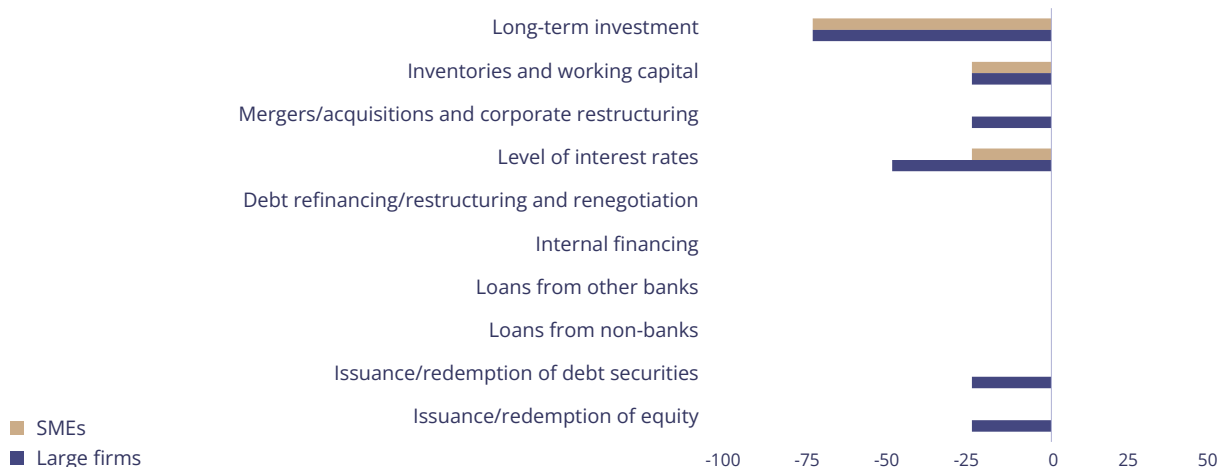 Long-term investment
Inventories and working capital
Mergers/acquisitions and corporate restructuring
Level of interest rates
Debt refinancing/restructuring and renegotiation
Internal financing
Loans from other banks
Loans from non-banks
Issuance/redemption of debt securities
Issuance/redemption of equity
SMEs
Large firms
-100 -75 -50 -25 0 25 50